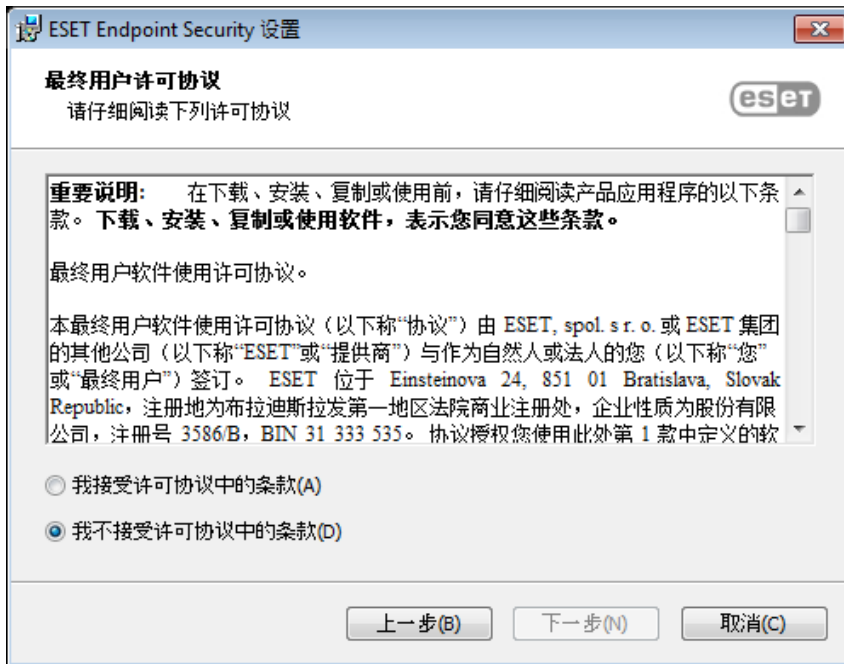 ESET Endpoint Security 设置
最终用户许可协议
请仔细阅读下列许可协议
eseT
重要说明： 在下载、安装、复制或使用前，请仔细阅读产品应用程序的以下条
款。下载、安装、复制或使用软件，表示您同意这些条款。
最终用户软件使用许可协议。
本最终用户软件使用许可协议（以下称“协议”）由 ESET, spol. s r. o. 或 ESET 集团
的其他公司（以下称“ESET”或“提供商”）与作为自然人或法人的您（以下称“您”
或“最终用户”）签订。 ESET 位于 Einsteinova 24, 851 01 Bratislava, Slovak
Republic，注册地为布拉迪斯拉发第一地区法院商业注册处，企业性质为股份有限
公司，注册号 3586/B，BIN 31 333 535。协议授权您使用此处第 1 款中定义的软
我接受许可协议中的条款(A)
我不接受许可协议中的条款(D)
上一步(B)
下一步(N)
取消(C)